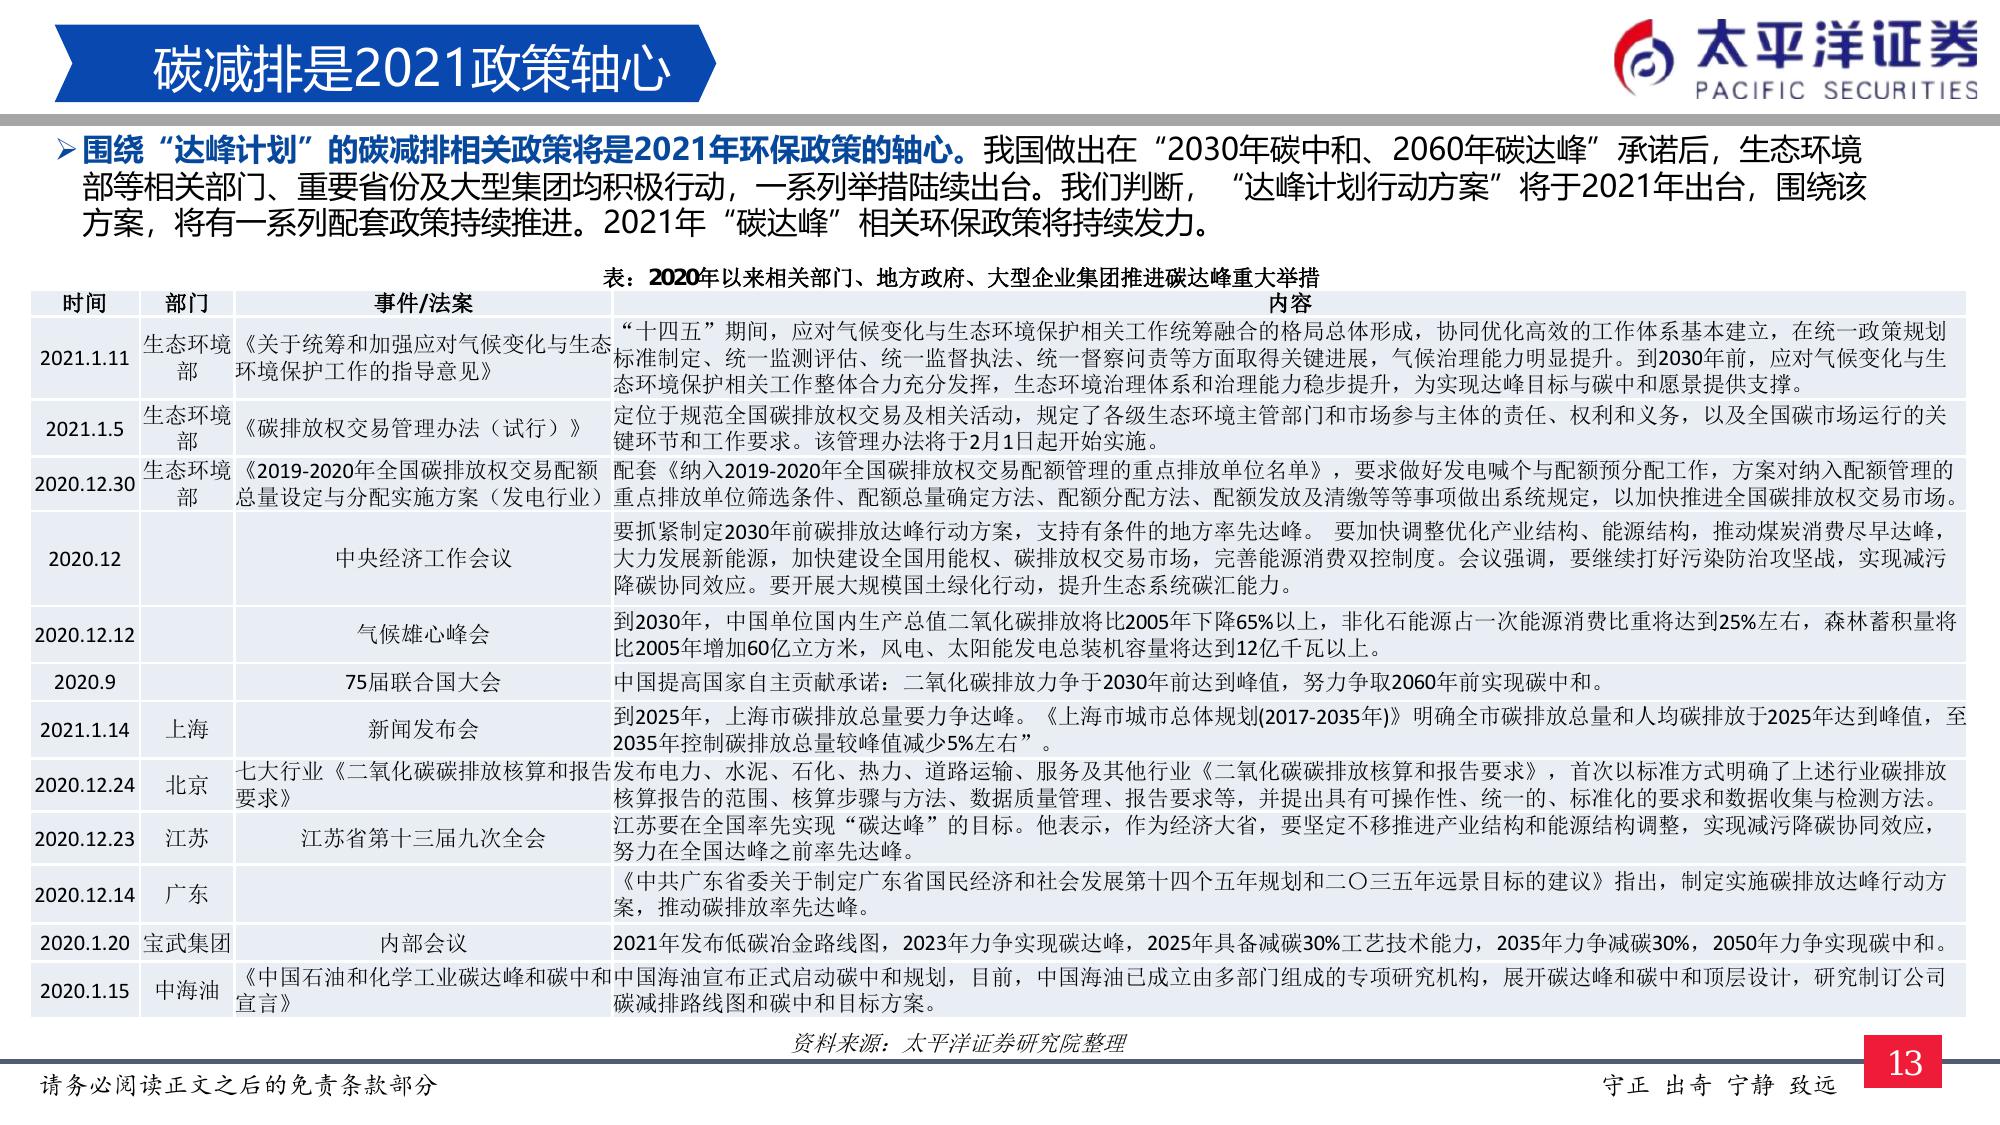 碳减排是2021政策轴心
太平洋证券
PACIFIC SECURITIES
➢围绕“达峰计划”的碳减排相关政策将是2021年环保政策的轴心。我国做出在“2030年碳中和、2060年碳达峰”承诺后，生态环境
部等相关部门、重要省份及大型集团均积极行动，一系列举措陆续出台。我们判断，“达峰计划行动方案”将于2021年出台，围绕该
方案，将有一系列配套政策持续推进。2021年“碳达峰”相关环保政策将持续发力。
表：2020年以来相关部门、地方政府、大型企业集团推进碳达峰重大举措
时间 部门 事件/法案 内容
2021.1.11 生态环境部 《关于统筹和加强应对气候变化与生态环境保护工作的指导意见》
“十四五”期间，应对气候变化与生态环境保护相关工作统筹融合的格局总体形成，协同优化高效的工作体系基本建立，在统一政策规划
标准制定、统一监测评估、统一监督执法、统一督察问责等方面取得关键进展，气候治理能力明显提升。到2030年前，应对气候变化与生
态环境保护相关工作整体合力充分发挥，生态环境治理体系和治理能力稳步提升，为实现达峰目标与碳中和愿景提供支撑。
2021.1.5 生态环境部 《碳排放权交易管理办法（试行）》
定位于规范全国碳排放权交易及相关活动，规定了各级生态环境主管部门和市场参与主体的责任、权利和义务，以及全国碳市场运行的关
键环节和工作要求。该管理办法将于2月1日起开始实施。
2020.12.30 生态环境部 《2019-2020年全国碳排放权交易配额总量设定与分配实施方案（发电行业）
配套《纳入2019-2020年全国碳排放权交易配额管理的重点排放单位名单》，要求做好发电喊个与配额预分配工作，方案对纳入配额管理的
重点排放单位筛选条件、配额总量确定方法、配额分配方法、配额发放及清缴等等事项做出系统规定，以加快推进全国碳排放权交易市场。
2020.12 中央经济工作会议
要抓紧制定2030年前碳排放达峰行动方案，支持有条件的地方率先达峰。 要加快调整优化产业结构、能源结构，推动煤炭消费尽早达峰，
大力发展新能源，加快建设全国用能权、碳排放权交易市场，完善能源消费双控制度。会议强调，要继续打好污染防治攻坚战，实现减污
降碳协同效应。要开展大规模国土绿化行动，提升生态系统碳汇能力。
2020.12.12 气候雄心峰会
到2030年，中国单位国内生产总值二氧化碳排放将比2005年下降65%以上，非化石能源占一次能源消费比重将达到25%左右，森林蓄积量将
比2005年增加60亿立方米，风电、太阳能发电总装机容量将达到12亿千瓦以上。
2020.9 75届联合国大会 中国提高国家自主贡献承诺：二氧化碳排放力争于2030年前达到峰值，努力争取2060年前实现碳中和。
2021.1.14 上海 新闻发布会
到2025年，上海市碳排放总量要力争达峰。《上海市城市总体规划(2017-2035年)》明确全市碳排放总量和人均碳排放于2025年达到峰值，至
2035年控制碳排放总量较峰值减少5%左右”。
2020.12.24 北京 七大行业《二氧化碳碳排放核算和报告要求》
发布电力、水泥、石化、热力、道路运输、服务及其他行业《二氧化碳碳排放核算和报告要求》，首次以标准方式明确了上述行业碳排放
核算报告的范围、核算步骤与方法、数据质量管理、报告要求等，并提出具有可操作性、统一的、标准化的要求和数据收集与检测方法。
2020.12.23 江苏 江苏省第十三届九次全会
江苏要在全国率先实现“碳达峰”的目标。他表示，作为经济大省，要坚定不移推进产业结构和能源结构调整，实现减污降碳协同效应，
努力在全国达峰之前率先达峰。
2020.12.14 广东
《中共广东省委关于制定广东省国民经济和社会发展第十四个五年规划和二〇三五年远景目标的建议》指出，制定实施碳排放达峰行动方
案，推动碳排放率先达峰。
2020.1.20 宝武集团 内部会议 2021年发布低碳冶金路线图，2023年力争实现碳达峰，2025年具备减碳30%工艺技术能力，2035年力争减碳30%，2050年力争实现碳中和。
2020.1.15 中海油 《中国石油和化学工业碳达峰和碳中和宣言》
中国海油宣布正式启动碳中和规划，目前，中国海油已成立由多部门组成的专项研究机构，展开碳达峰和碳中和顶层设计，研究制订公司
碳减排路线图和碳中和目标方案。
资料来源：太平洋证券研究院整理
请务必阅读正文之后的免责条款部分
守正 出奇 宁静 致远
13